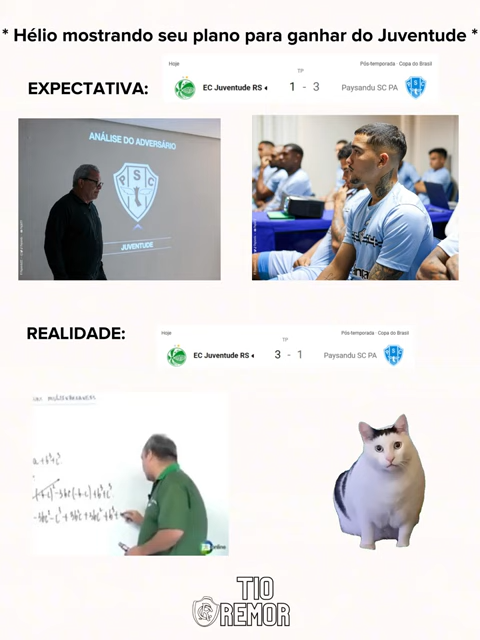 * Hélio mostrando seu plano para ganhar do Juventude *
Hoje Pós-temporada · Copa do Brasil
TP
EXPECTATIVA:
EC Juventude RS 1 - 3 Paysandu SC PA
ANÁLISE DO ADVERSÁRIO
PSC
JUVENTUDE
REALIDADE:
Hoje Pós-temporada · Copa do Brasil
TP
EC Juventude RS 3 - 1 Paysandu SC PA
online
TIO
REMOR